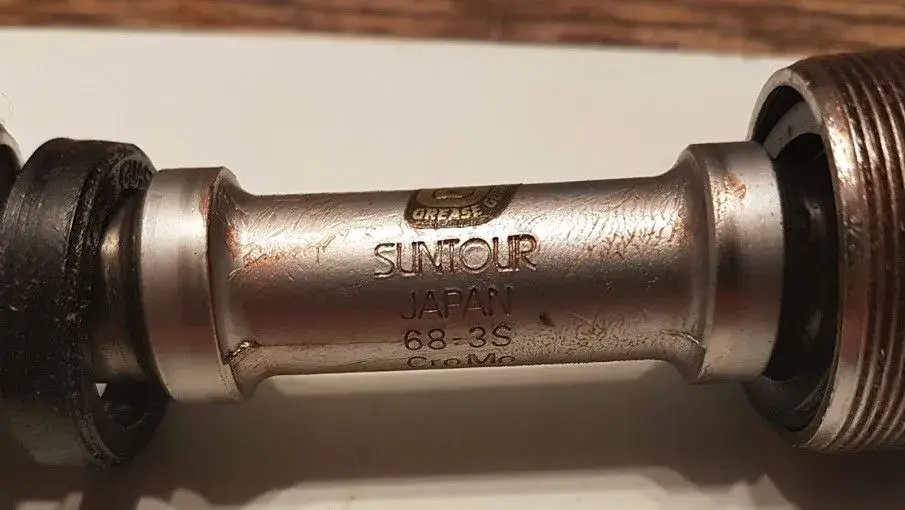 GREASE
SUNTOUR
JAPAN
68-3S
CroMo